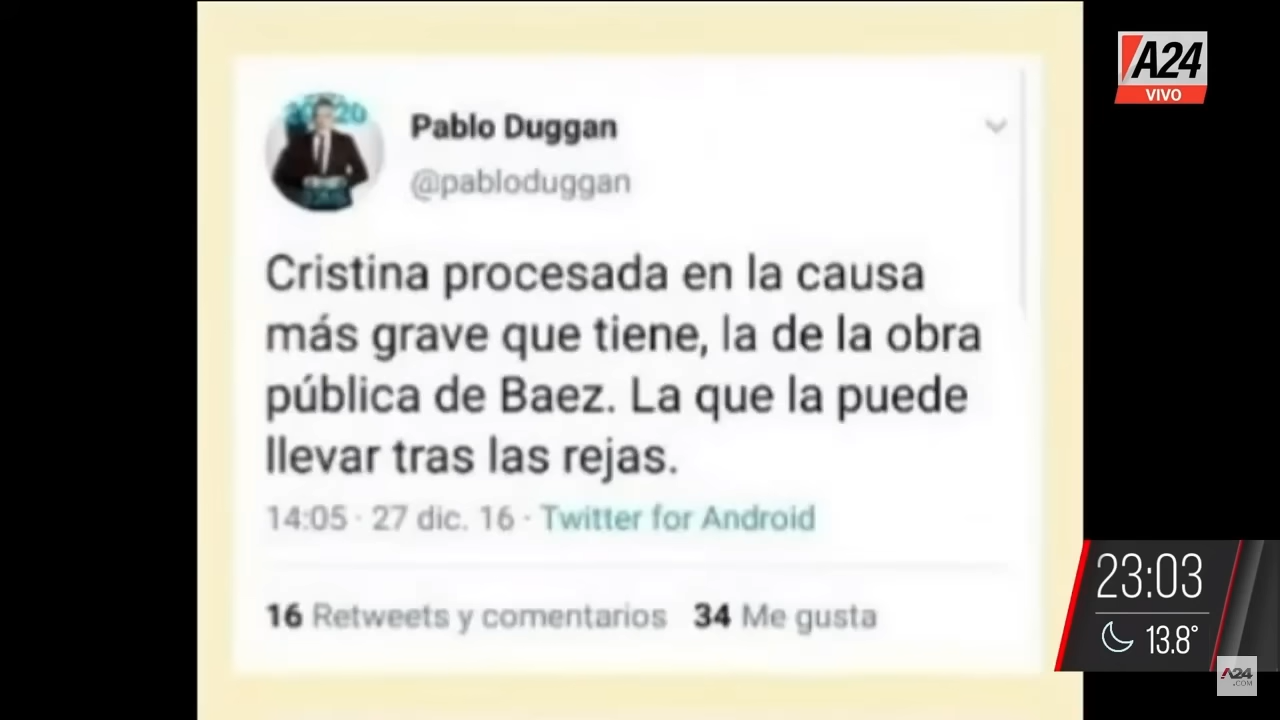 A24
VIVO
Pablo Duggan
@pabloduggan
Cristina procesada en la causa
más grave que tiene, la de la obra
pública de Baez. La que la puede
llevar tras las rejas.
14:05 · 27 dic. 16 · Twitter for Android
16 Retweets y comentarios 34 Me gusta
23:03
13.8°
A24
.COM